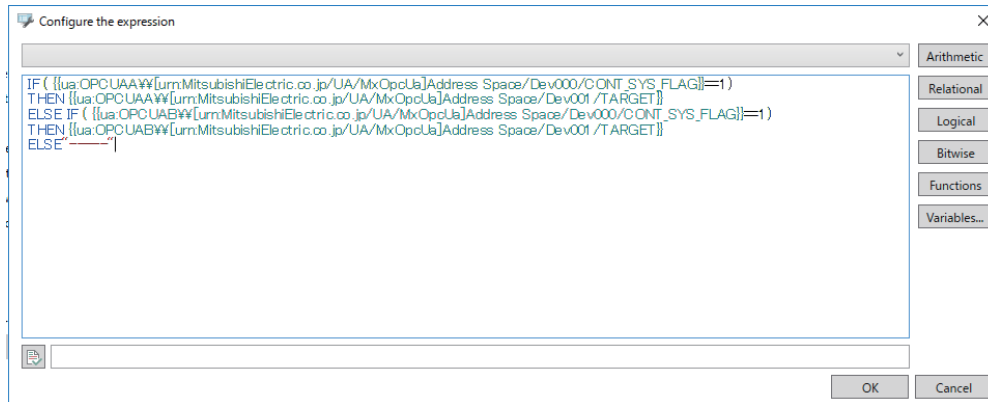 Configure the expression
Arithmetic
IF ( {{ua:OPCUAA¥¥[urn:MitsubishiElectric.co.jp/UA/MxOpcUa]Address Space/Dev000/CONT_SYS_FLAG}}==1)
THEN {{ua:OPCUAA¥¥[urn:MitsubishiElectric.co.jp/UA/MxOpcUa]Address Space/Dev001/TARGET}}
ELSE IF ( {{ua:OPCUAB¥¥[urn:MitsubishiElectric.co.jp/UA/MxOpcUa]Address Space/Dev000/CONT_SYS_FLAG}}==1)
THEN {{ua:OPCUAB¥¥[urn:MitsubishiElectric.co.jp/UA/MxOpcUa]Address Space/Dev001/TARGET}}
ELSE"-----"
Relational
Logical
Bitwise
Functions
Variables...
OK
Cancel